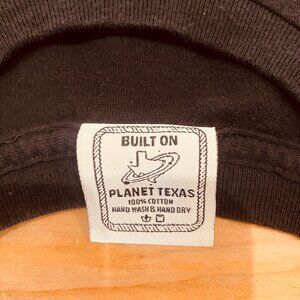 BUILT ON
PLANET TEXAS
100% COTTON
HAND WASH & HAND DRY